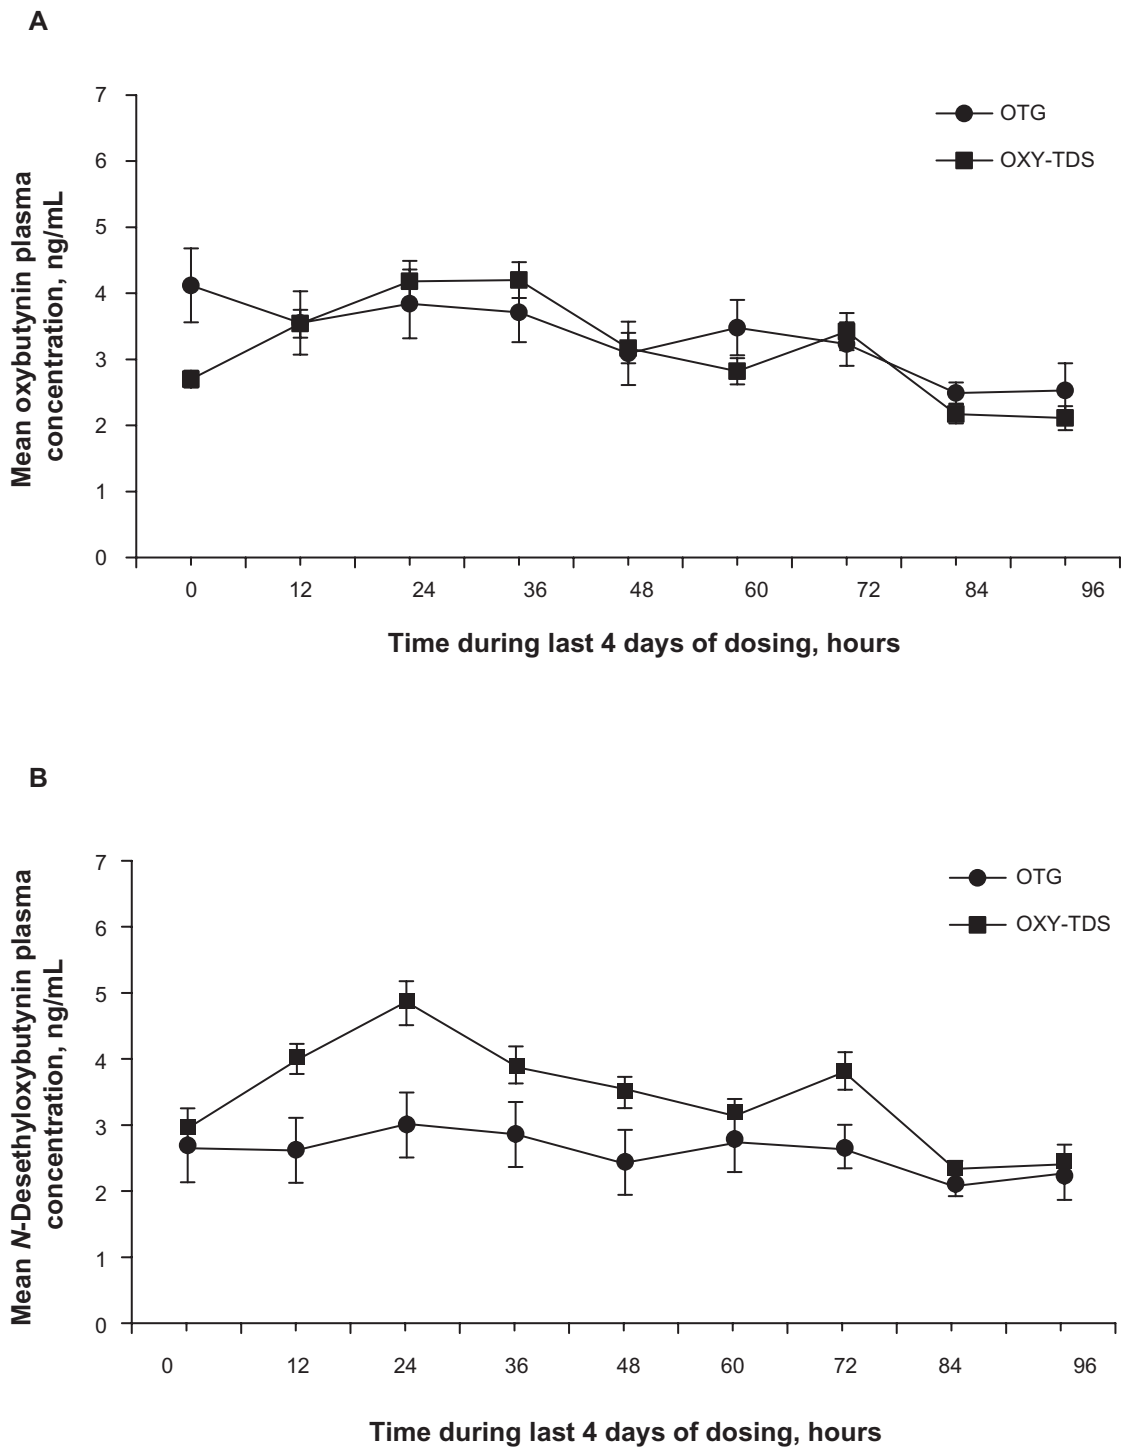 A
7
6
5
4
3
2
1
0
Mean oxybutynin plasma
concentration, ng/mL
OTG
OXY-TDS
0 12 24 36 48 60 72 84 96
Time during last 4 days of dosing, hours
B
7
6
5
4
3
2
1
0
Mean N-Desethyloxybutynin plasma
concentration, ng/mL
OTG
OXY-TDS
0 12 24 36 48 60 72 84 96
Time during last 4 days of dosing, hours